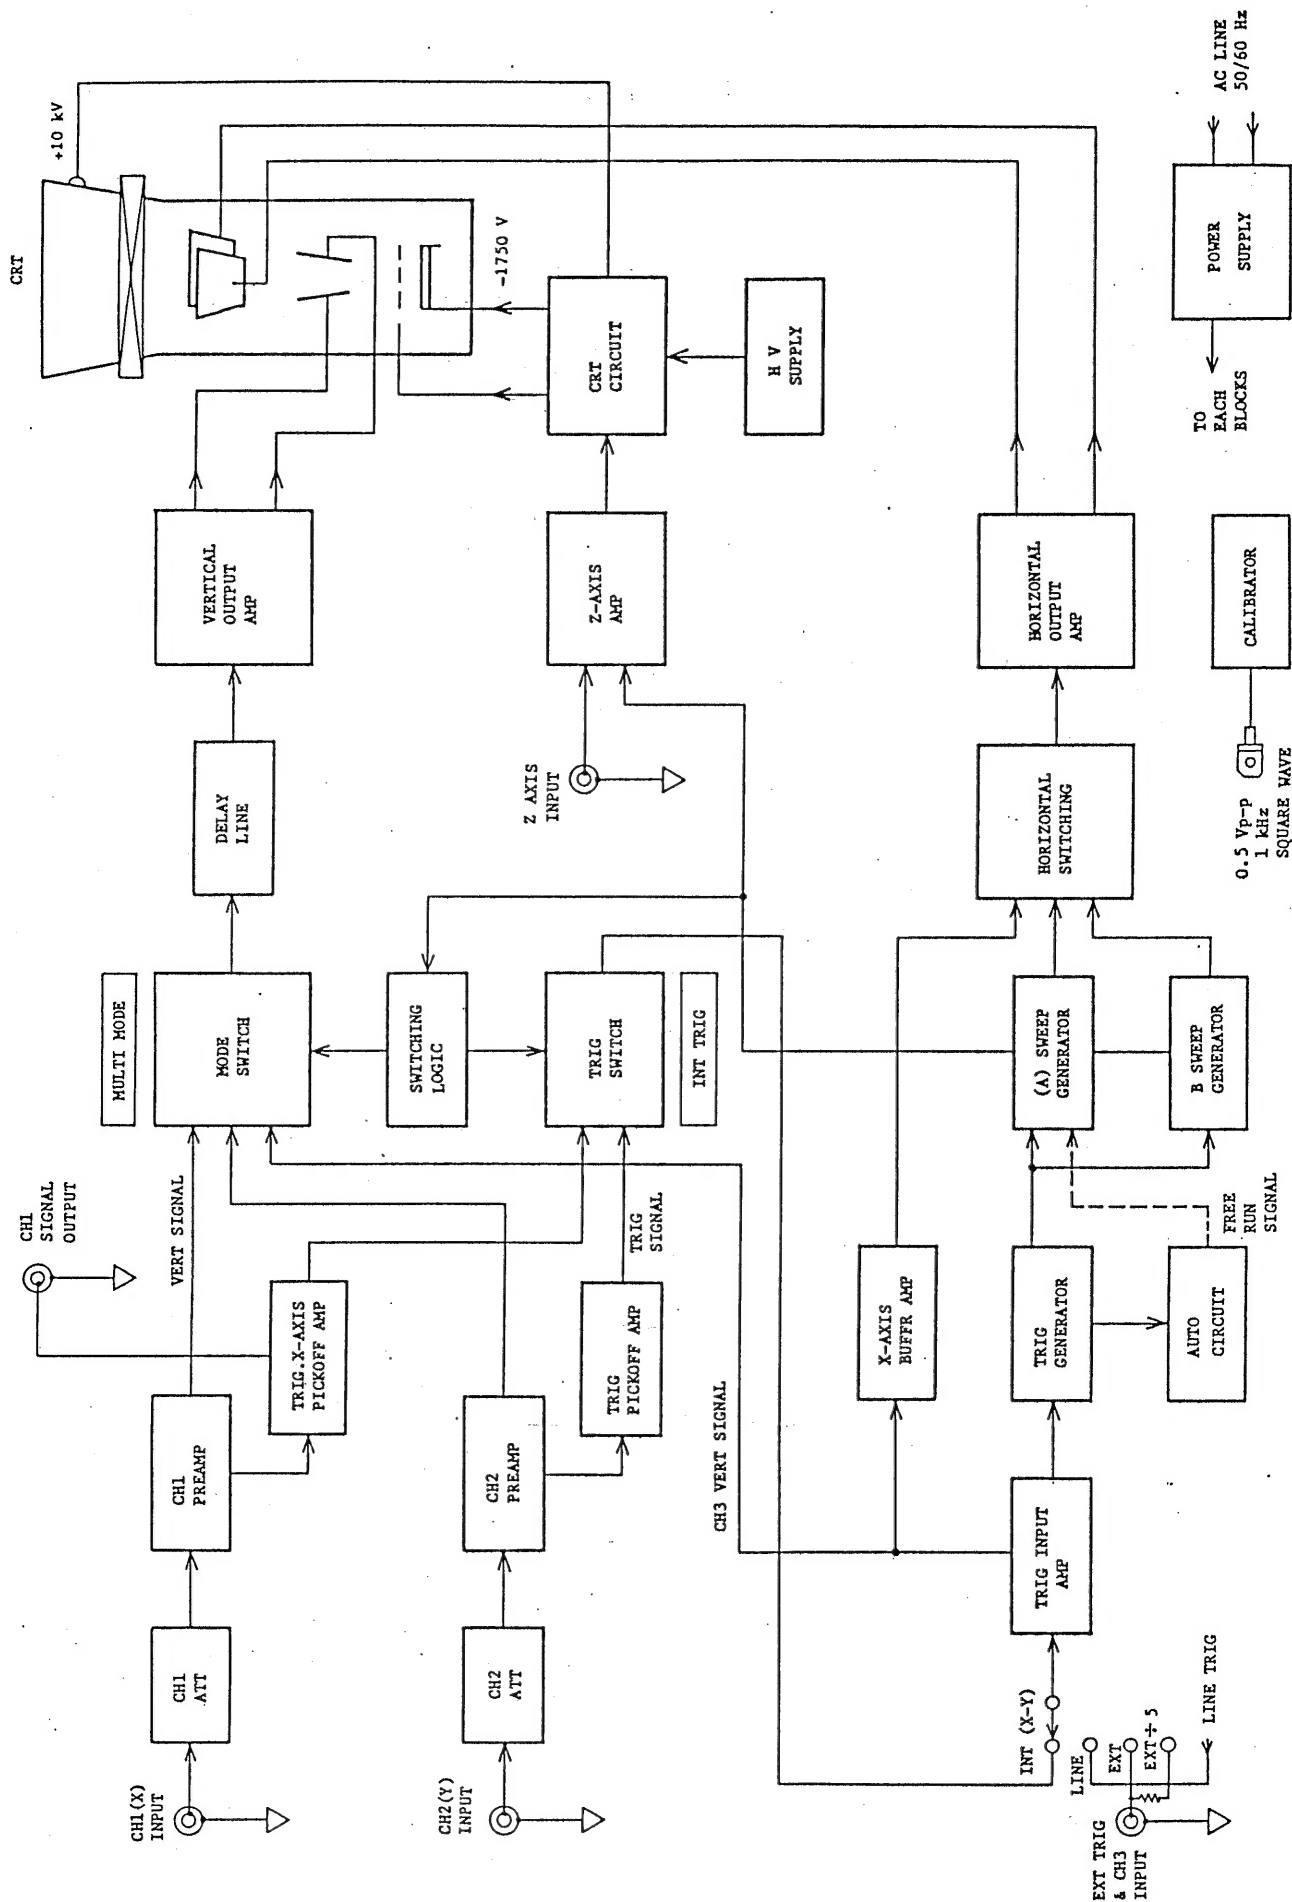 CH1(X)
INPUT
CH1
ATT
CH1
PREAMP
VERT SIGNAL
CH1
SIGNAL
OUTPUT
TRIG.X-AXIS
PICKOFF AMP
MULTI MODE
MODE
SWITCH
DELAY
LINE
VERTICAL
OUTPUT
AMP
CRT
+10 kV
CH2(Y)
INPUT
CH2
ATT
CH2
PREAMP
TRIG
PICKOFF AMP
TRIG
SIGNAL
SWITCHING
LOGIC
TRIG
SWITCH
INT TRIG
Z AXIS
INPUT
Z-AXIS
AMP
CRT
CIRCUIT
-1750 V
H V
SUPPLY
CH3 VERT SIGNAL
X-AXIS
BUFFR AMP
INT (X-Y)
LINE
EXT
EXT÷5
LINE TRIG
EXT TRIG
& CH3
INPUT
TRIG INPUT
AMP
TRIG
GENERATOR
AUTO
CIRCUIT
FREE
RUN
SIGNAL
(A) SWEEP
GENERATOR
B SWEEP
GENERATOR
HORIZONTAL
SWITCHING
HORIZONTAL
OUTPUT
AMP
0.5 Vp-p
1 kHz
SQUARE WAVE
CALIBRATOR
TO
EACH
BLOCKS
POWER
SUPPLY
AC LINE
50/60 Hz